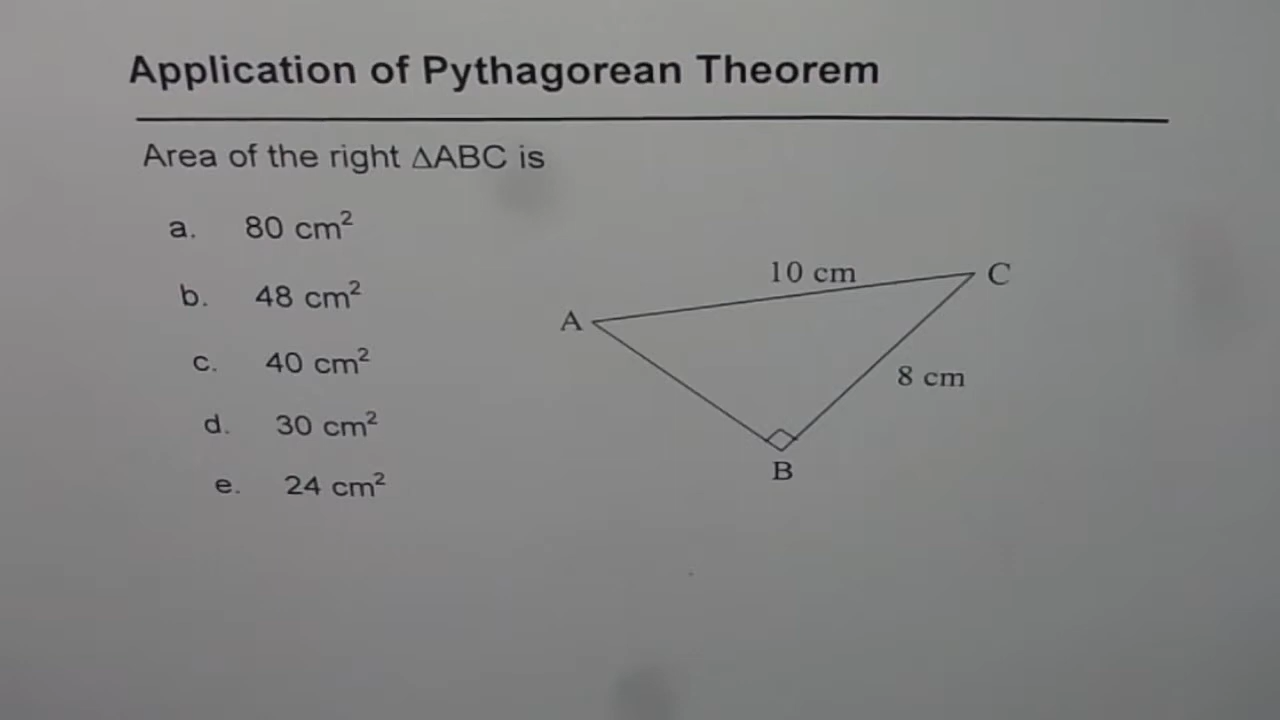 Application of Pythagorean Theorem
Area of the right ΔABC is
a. 80 cm²
b. 48 cm²
c. 40 cm²
d. 30 cm²
e. 24 cm²
10 cm
C
A
8 cm
B